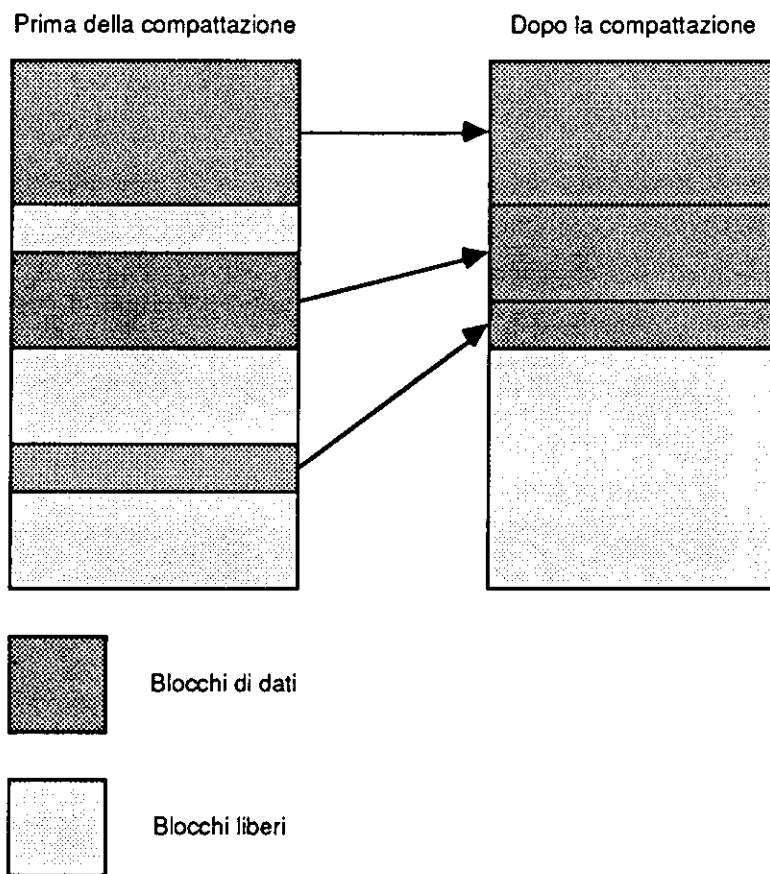 Prima della compattazione
Dopo la compattazione
Blocchi di dati
Blocchi liberi